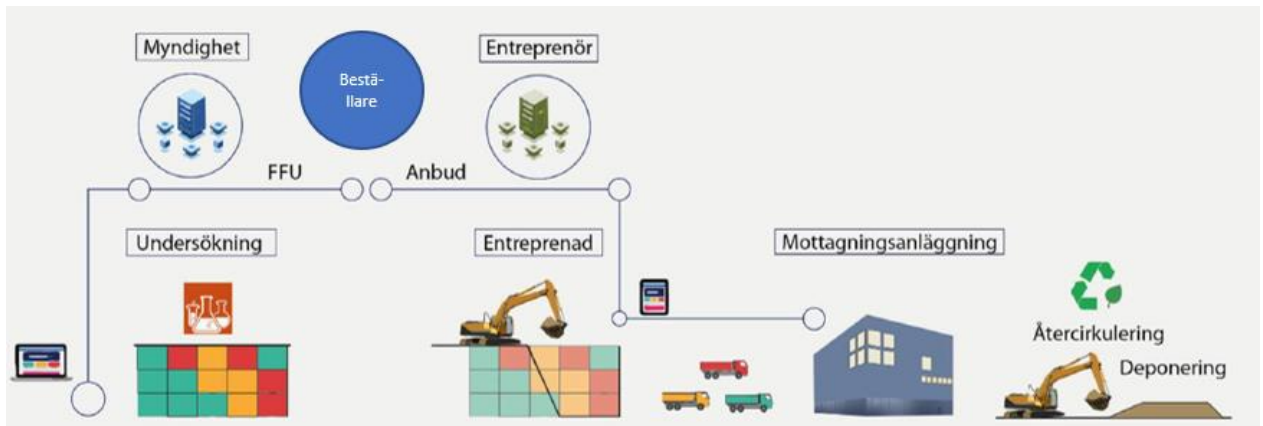 Myndighet
Bestä-
llare
Entreprenör
FFU
Anbud
Undersökning
Entreprenad
Mottagningsanläggning
Återcirkulering
Deponering